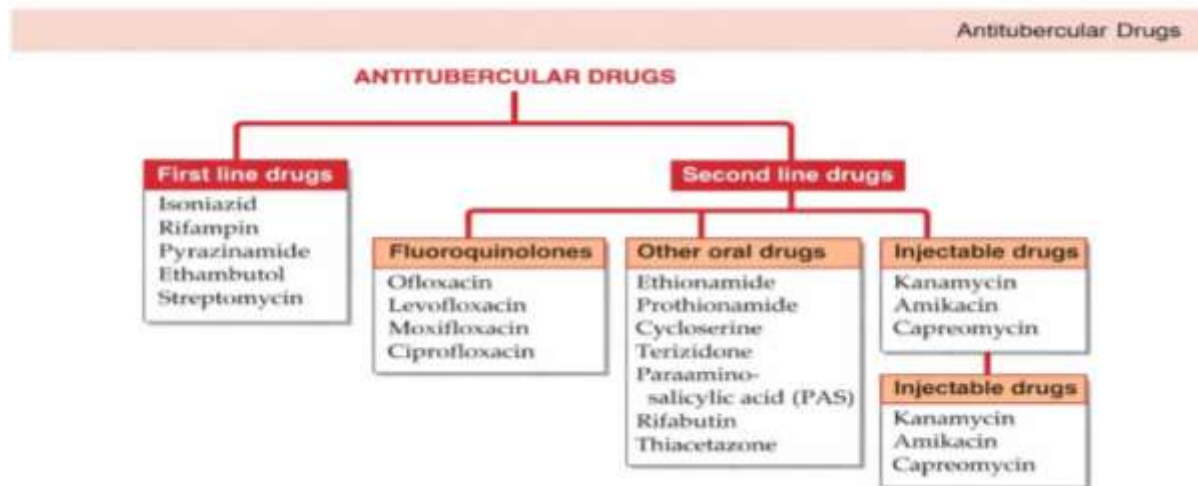 Antitubercular Drugs
ANTITUBERCULAR DRUGS
First line drugs
Isoniazid
Rifampin
Pyrazinamide
Ethambutol
Streptomycin
Second line drugs
Fluoroquinolones
Ofloxacin
Levofloxacin
Moxifloxacin
Ciprofloxacin
Other oral drugs
Ethionamide
Prothionamide
Cycloserine
Terizidone
Paraamino-
salicylic acid (PAS)
Rifabutin
Thiacetazone
Injectable drugs
Kanamycin
Amikacin
Capreomycin
Injectable drugs
Kanamycin
Amikacin
Capreomycin